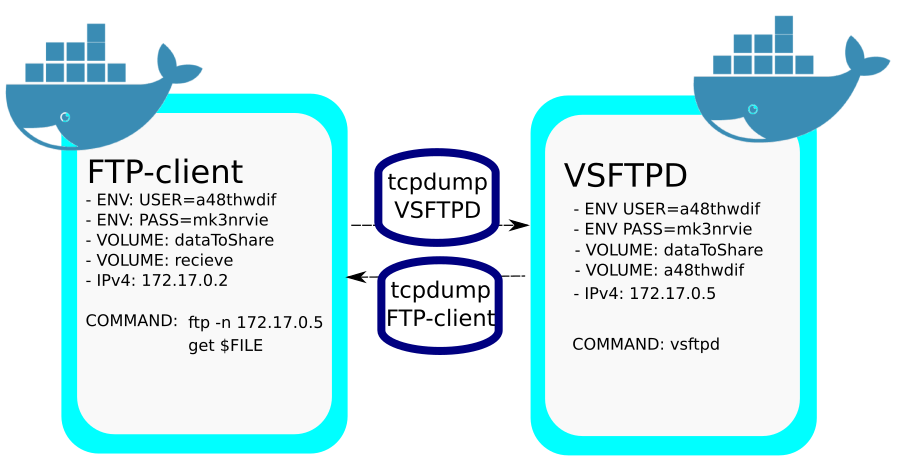 FTP-client
- ENV: USER=a48thwdif
- ENV: PASS=mk3nrvie
- VOLUME: dataToShare
- VOLUME: recieve
- IPv4: 172.17.0.2
COMMAND: ftp -n 172.17.0.5
get $FILE
tcpdump
VSFTPD
tcpdump
FTP-client
VSFTPD
- ENV USER=a48thwdif
- ENV PASS=mk3nrvie
- VOLUME: dataToShare
- VOLUME: a48thwdif
- IPv4: 172.17.0.5
COMMAND: vsftpd